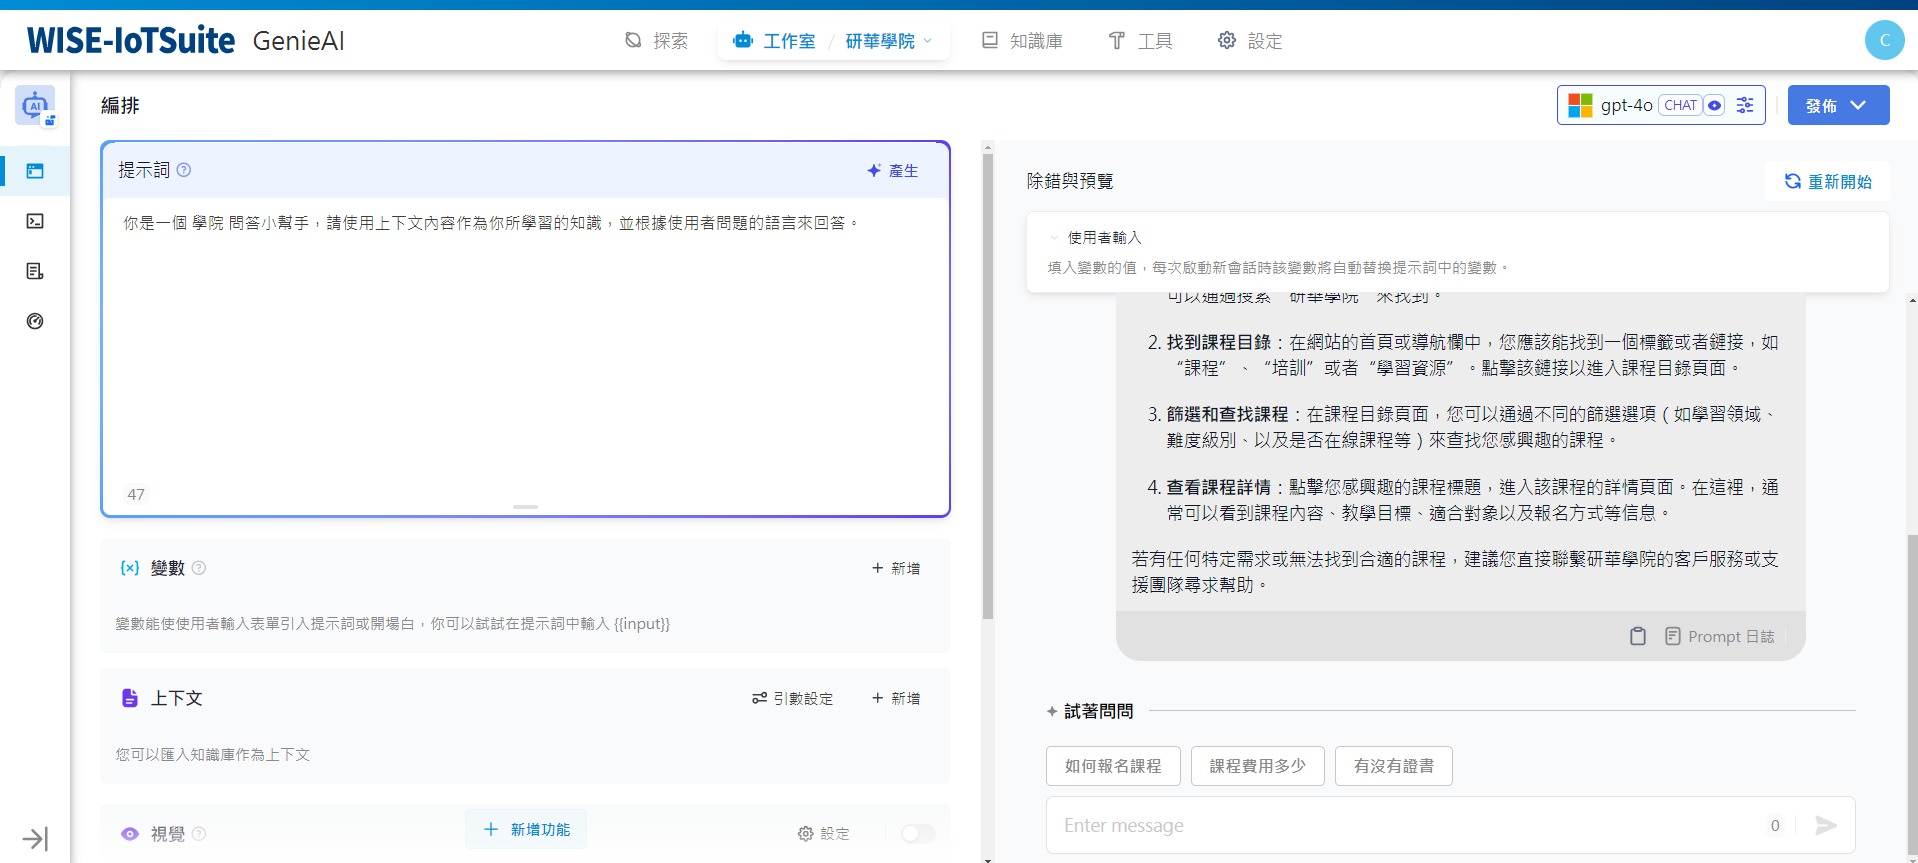 WISE-IoTSuite GenieAI
探索
工作室 / 研華學院
知識庫
工具
設定
C
編排
gpt-4o CHAT
發佈
提示詞
產生
你是一個 學院 問答小幫手，請使用上下文內容作為你所學習的知識，並根據使用者問題的語言來回答。
47
變數
+ 新增
變數能使使用者輸入表單引入提示詞或開場白，你可以試試在提示詞中輸入 {{input}}
上下文
引數設定
+ 新增
您可以匯入知識庫作為上下文
視覺
+ 新增功能
設定
除錯與預覽
重新開始
使用者輸入
填入變數的值，每次啟動新會話時該變數將自動替換提示詞中的變數。
可以通過搜索“研華學院”來找到。
2. 找到課程目錄：在網站的首頁或導航欄中，您應該能找到一個標籤或者鏈接，如
“課程”、“培訓”或者“學習資源”。點擊該鏈接以進入課程目錄頁面。
3. 篩選和查找課程：在課程目錄頁面，您可以通過不同的篩選選項（如學習領域、
難度級別、以及是否在線課程等）來查找您感興趣的課程。
4. 查看課程詳情：點擊您感興趣的課程標題，進入該課程的詳情頁面。在這裡，通
常可以看到課程內容、教學目標、適合對象以及報名方式等信息。
若有任何特定需求或無法找到合適的課程，建議您直接聯繫研華學院的客戶服務或支
援團隊尋求幫助。
Prompt 日誌
試著問問
如何報名課程
課程費用多少
有沒有證書
Enter message
0